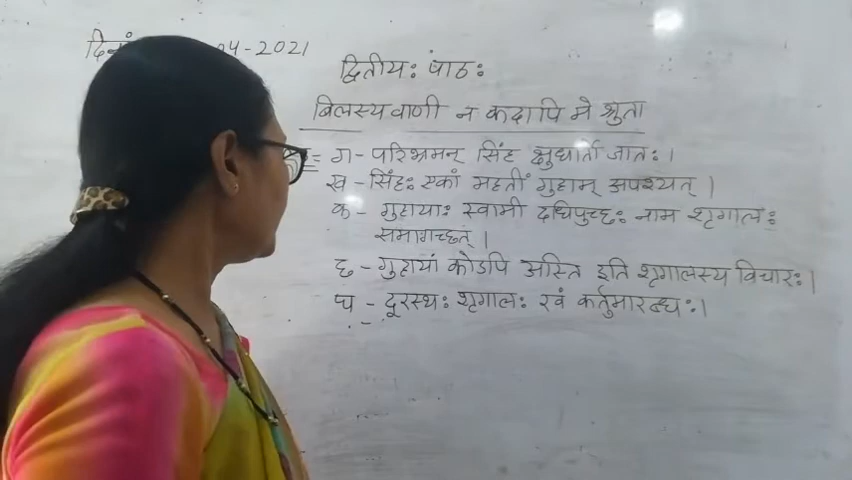 04-2021
द्वितीय: पाठ:
बिलस्य वाणी न कदापि मे श्रुता
ग- परिभ्रमन् सिंह क्षुधार्तो जात: ।
ख - सिंह: एकां महतीं गुहाम् अपश्यत् ।
क - गुहाया: स्वामी दधिपुच्छ: नाम शृगाल:
समागच्छत् ।
छ - गुहायां कोऽपि अस्ति इति शृगालस्य विचार: ।
घ - दूरस्थ: शृगाल: रवं कर्तुमारब्ध: ।